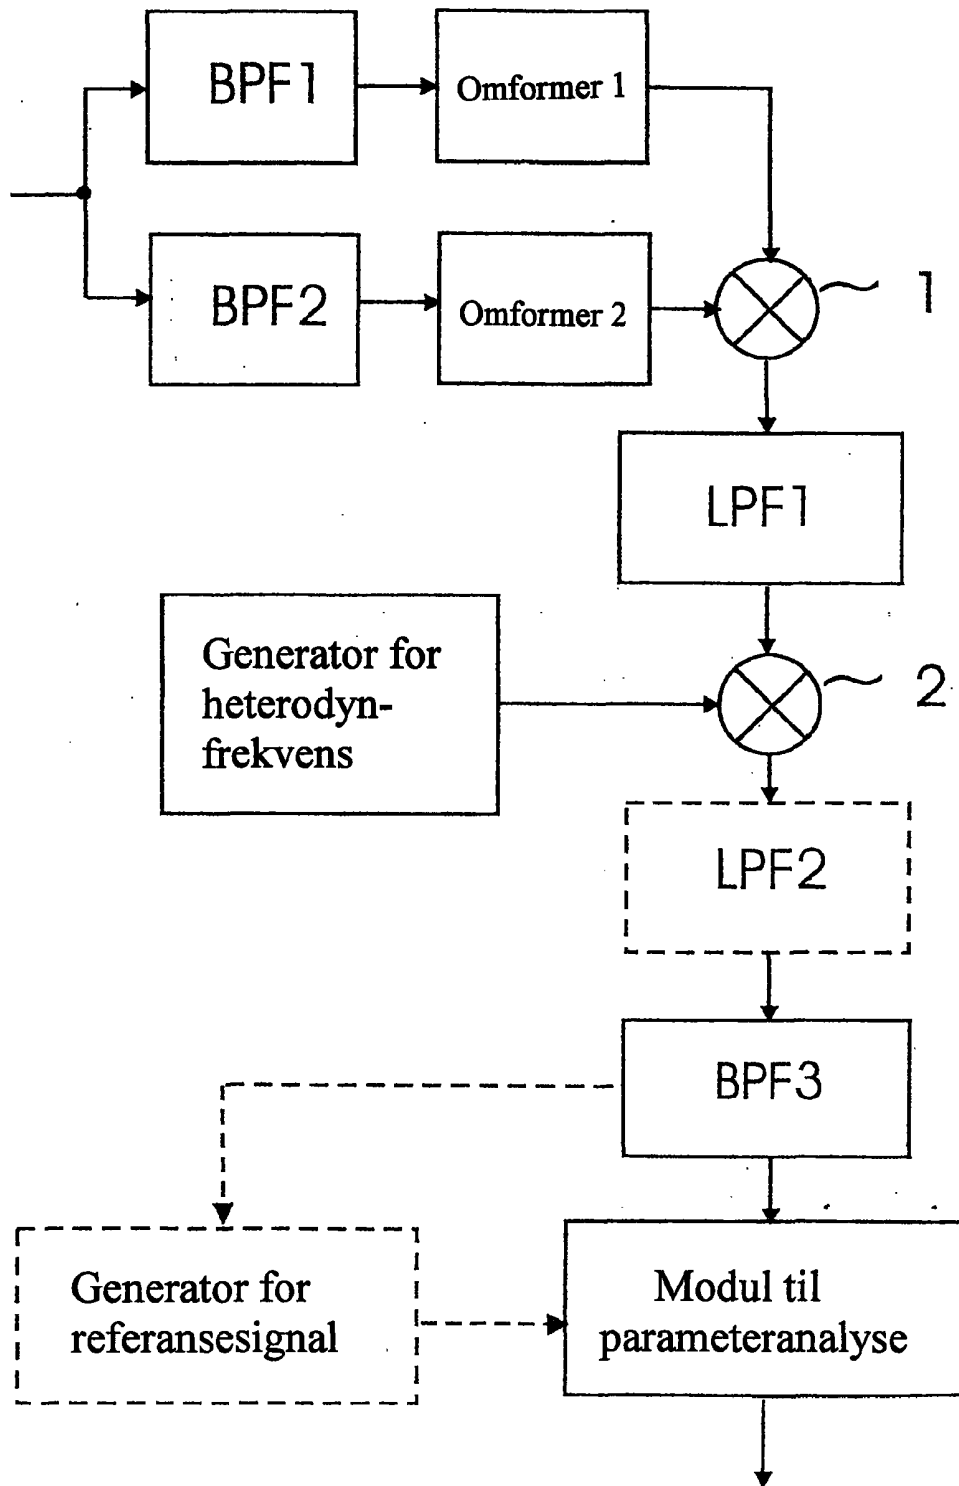 BPF1
Omformer 1
BPF2
Omformer 2
1
LPF1
Generator for
heterodyn-
frekvens
2
LPF2
BPF3
Generator for
referansesignal
Modul til
parameteranalyse